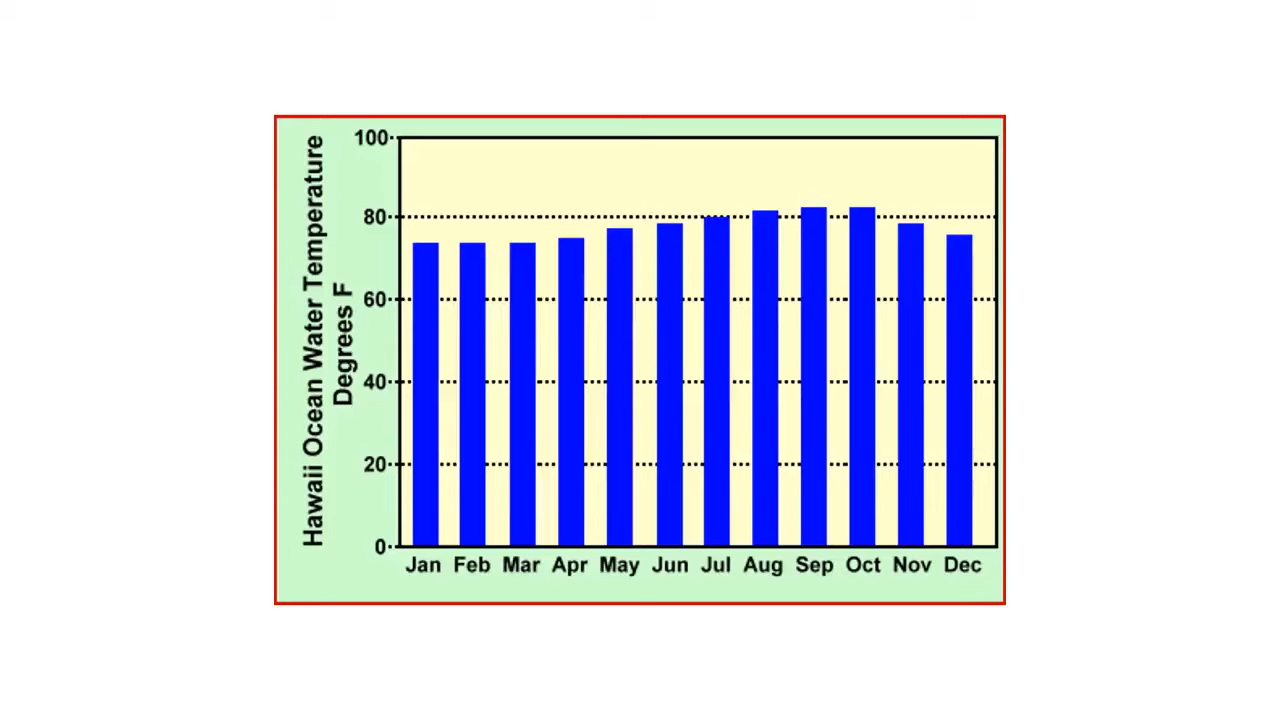 Hawaii Ocean Water Temperature
Degrees F
100
80
60
40
20
0
Jan Feb Mar Apr May Jun Jul Aug Sep Oct Nov Dec